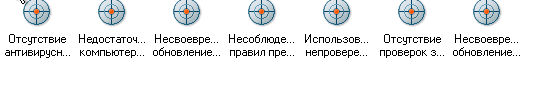 Отсутствие Недостаточ... Несвоевре... Несоблюде... Использов... Отсутствие Несвоевре...
антивирусн... компьютер... обновление... правил пре... непровере... проверок з... обновление...